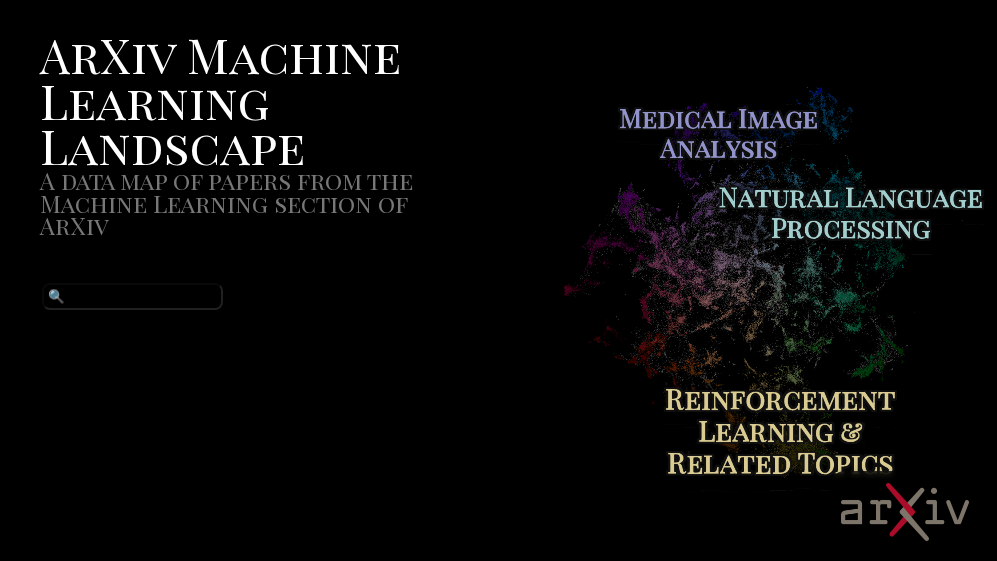 ArXiv Machine
Learning
Landscape
A data map of papers from the
Machine Learning section of
ArXiv
Medical Image
Analysis
Natural Language
Processing
Reinforcement
Learning &
Related Topics
arXiv